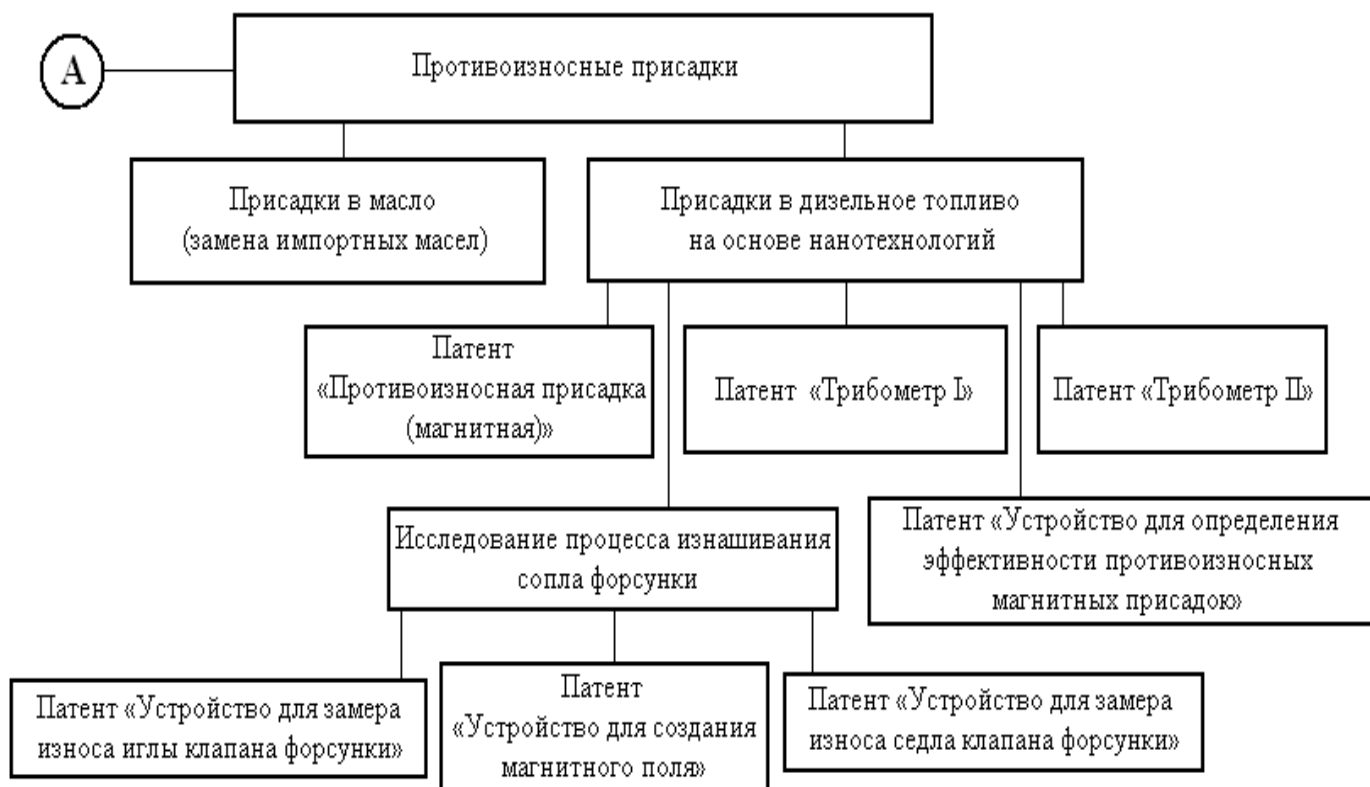 А
Противоизносные присадки
Присадки в масло
(замена импортных масел)
Присадки в дизельное топливо
на основе нанотехнологий
Патент
«Противоизносная присадка
(магнитная)»
Патент «Трибометр I»
Патент «Трибометр II»
Исследование процесса изнашивания
сопла форсунки
Патент «Устройство для определения
эффективности противоизносных
магнитных присадою»
Патент «Устройство для замера
износа иглы клапана форсунки»
Патент
«Устройство для создания
магнитного поля»
Патент «Устройство для замера
износа седла клапана форсунки»